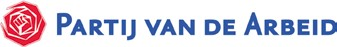 PARTIJ VAN DE ARBEID